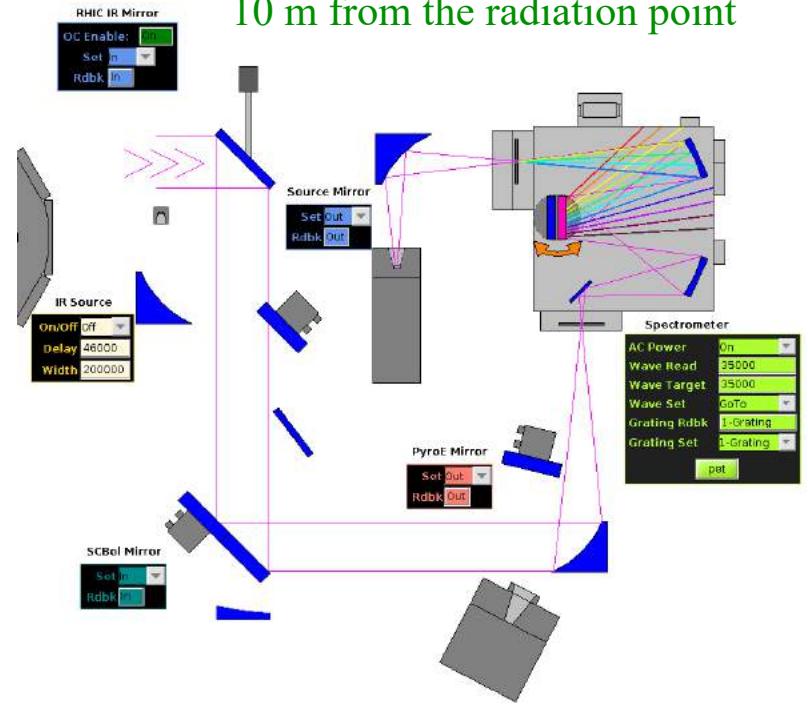 10 m from the radiation point
RHIC IR Mirror
OC Enable: On
Set In
Rdbk In
Source Mirror
Set Out
Rdbk Out
IR Source
On/Off Off
Delay 46000
Width 200000
Spectrometer
AC Power On
Wave Read 35000
Wave Target 35000
Wave Set GoTo
Grating Rdbk 1-Grating
Grating Set 1-Grating
PyroE Mirror
Set Out
Rdbk Out
SCBol Mirror
Set In
Rdbk In